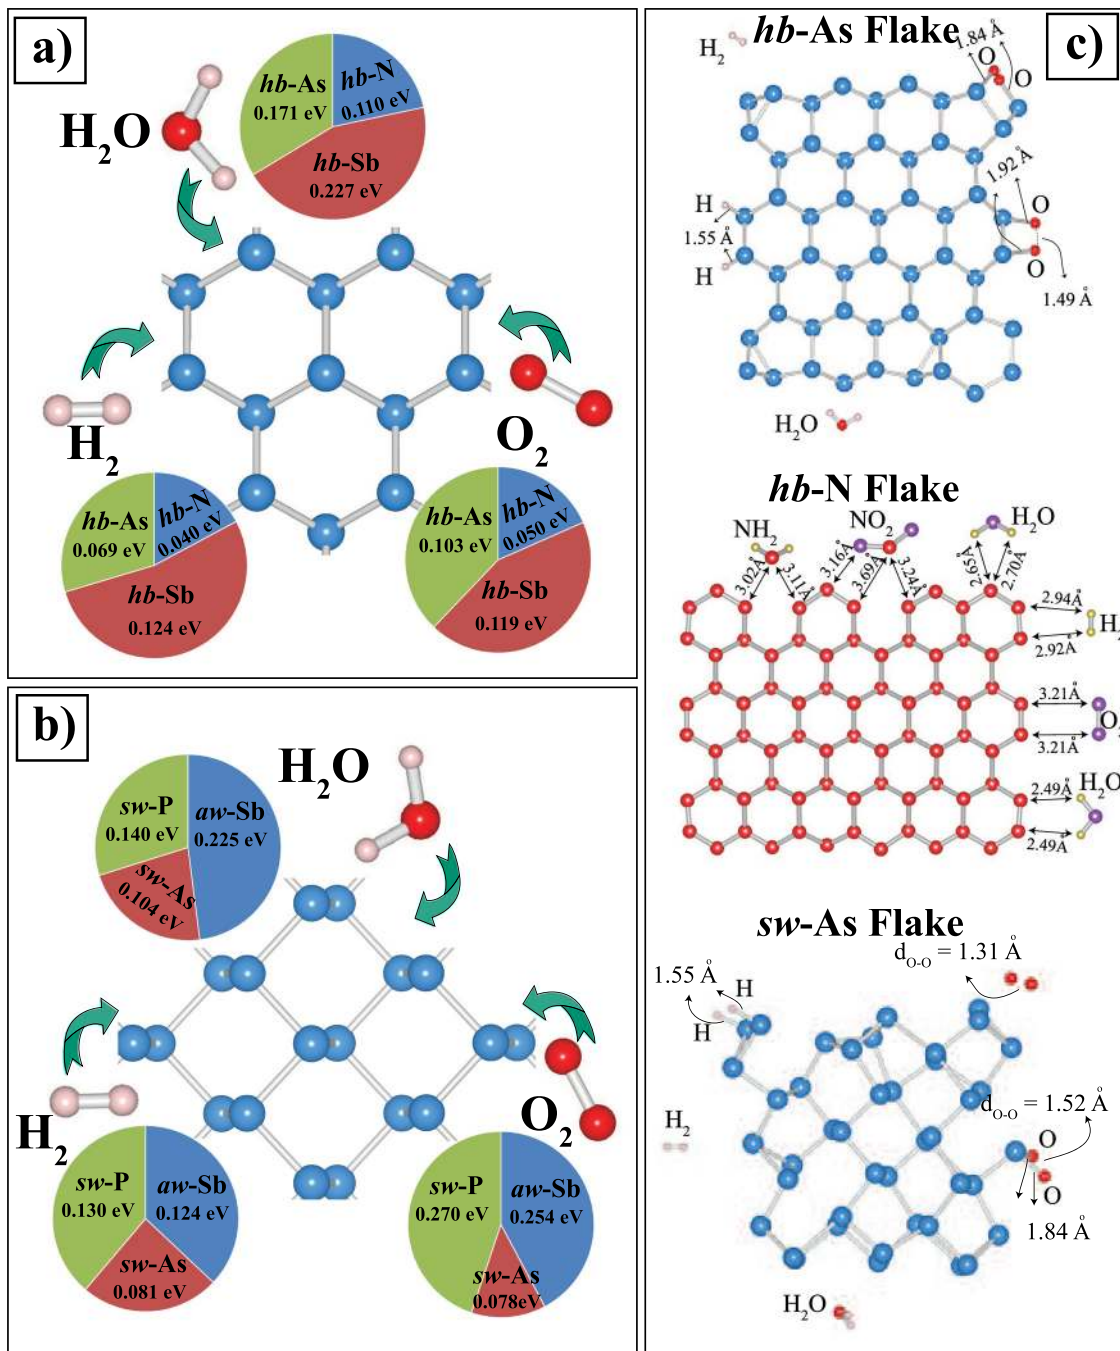 a)
H₂O
hb-As
0.171 eV
hb-N
0.110 eV
hb-Sb
0.227 eV
H₂
O₂
hb-As
0.069 eV
hb-N
0.040 eV
hb-Sb
0.124 eV
hb-As
0.103 eV
hb-N
0.050 eV
hb-Sb
0.119 eV
b)
H₂O
sw-P
0.140 eV
aw-Sb
0.225 eV
sw-As
0.104 eV
H₂
O₂
sw-P
0.130 eV
aw-Sb
0.124 eV
sw-As
0.081 eV
sw-P
0.270 eV
aw-Sb
0.254 eV
sw-As
0.078eV
c)
hb-As Flake
H₂
1.84 Å
O
O
1.92 Å
H
O
1.55 Å
H
O
1.49 Å
H₂O
hb-N Flake
NH₂
NO₂
H₂O
3.02Å
3.11Å
3.16Å
3.69Å
3.24Å
2.65Å
2.70Å
2.94Å
H₂
2.92Å
3.21Å
O₂
3.21Å
H₂O
2.49Å
2.49Å
sw-As Flake
d_O-O = 1.31 Å
1.55 Å
H
H
d_O-O = 1.52 Å
H₂
O
O
1.84 Å
H₂O